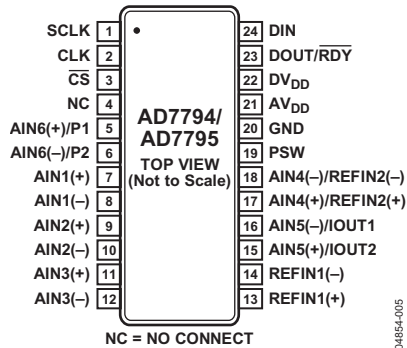 SCLK 1
CLK 2
CS 3
NC 4
AIN6(+)/P1 5
AIN6(–)/P2 6
AIN1(+) 7
AIN1(–) 8
AIN2(+) 9
AIN2(–) 10
AIN3(+) 11
AIN3(–) 12
AD7794/
AD7795
TOP VIEW
(Not to Scale)
24 DIN
23 DOUT/RDY
22 DVDD
21 AVDD
20 GND
19 PSW
18 AIN4(–)/REFIN2(–)
17 AIN4(+)/REFIN2(+)
16 AIN5(–)/IOUT1
15 AIN5(+)/IOUT2
14 REFIN1(–)
13 REFIN1(+)
NC = NO CONNECT
04854-005